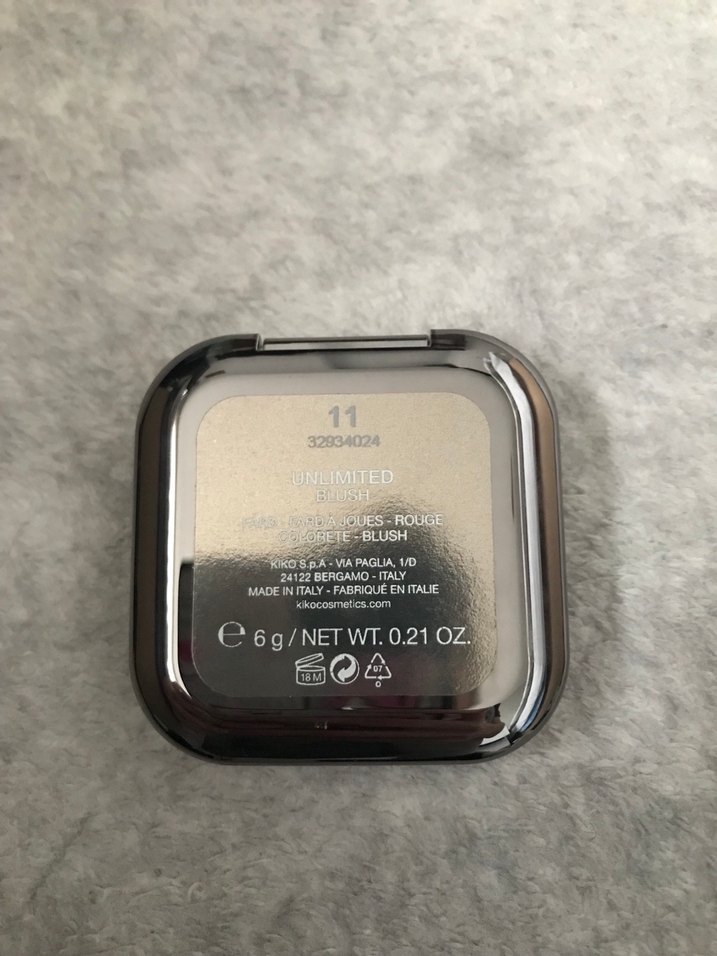 11
32934024
UNLIMITED
BLUSH
FARD - FARD À JOUES - ROUGE
COLORETE - BLUSH
KIKO S.p.A - VIA PAGLIA, 1/D
24122 BERGAMO - ITALY
MADE IN ITALY - FABRIQUÉ EN ITALIE
kikocosmetics.com
e 6 g / NET WT. 0.21 OZ.
18 M 07
O